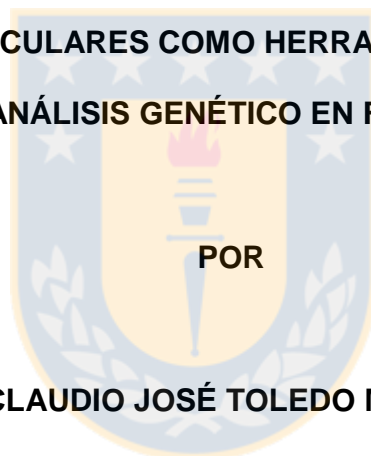 CULARES COMO HERRA
ANÁLISIS GENÉTICO EN
POR
CLAUDIO JOSÉ TOLEDO